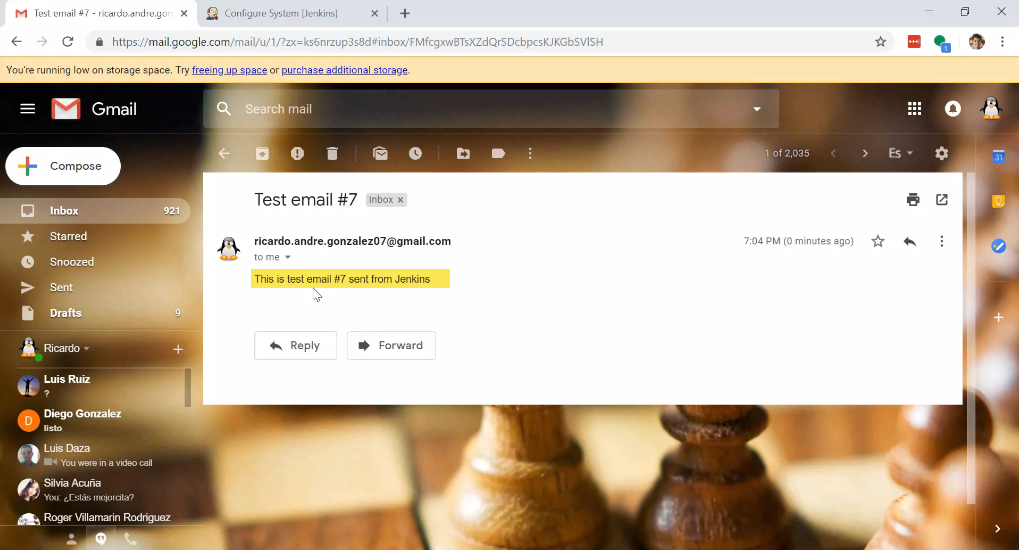 Test email #7 - ricardo.andre.gon
Configure System [Jenkins]
https://mail.google.com/mail/u/1/?zx=ks6nrzup3s8d#inbox/FMfcgxwBTsXZdQrSDcbpcsKJKGbSVlSH
1
You're running low on storage space. Try freeing up space or purchase additional storage.
Gmail
Search mail
Compose
1 of 2,035
Es
31
Inbox 921
Starred
Snoozed
Sent
Drafts 9
Test email #7 Inbox x
ricardo.andre.gonzalez07@gmail.com
7:04 PM (0 minutes ago)
to me
This is test email #7 sent from Jenkins
Reply
Forward
Ricardo
Luis Ruiz
?
D
Diego Gonzalez
listo
Luis Daza
You were in a video call
Silvia Acuña
You: ¿Estás mejorcita?
Roger Villamarin Rodriguez